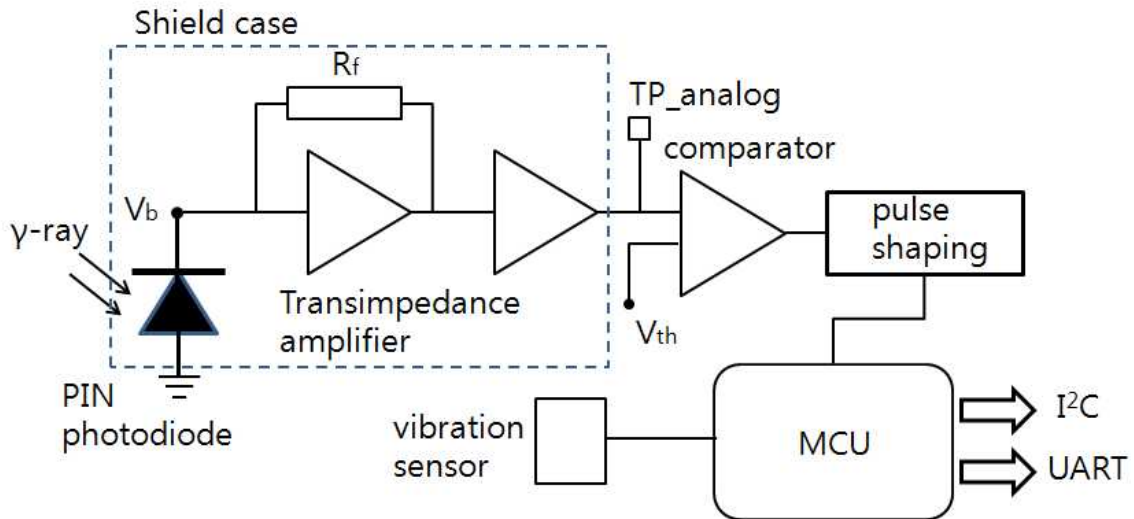 Shield case
Rf
TP_analog
comparator
Vb
γ-ray
pulse
shaping
Transimpedance
amplifier
Vth
PIN
photodiode
vibration
sensor
MCU
I²C
UART